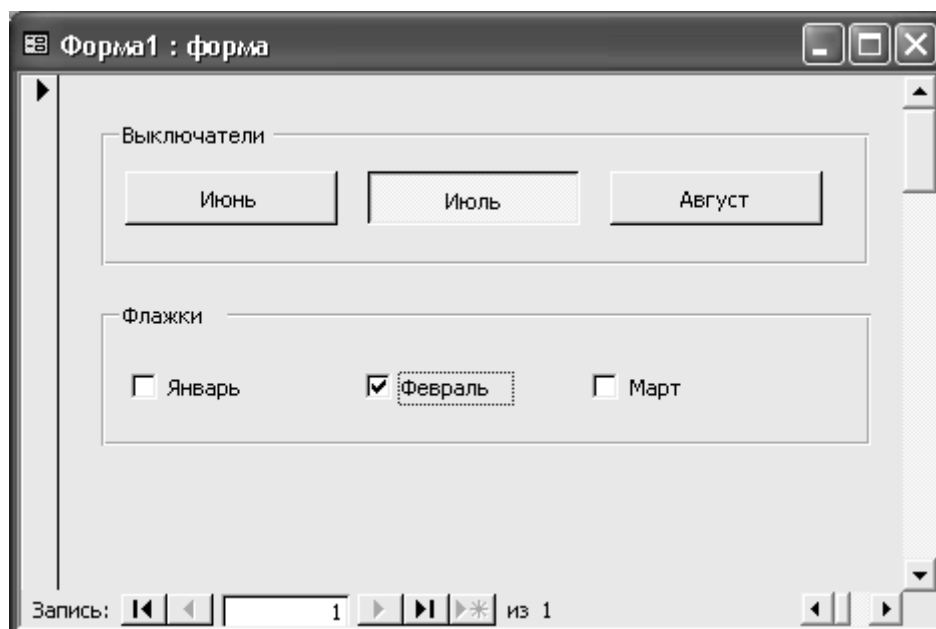 Форма1 : форма
Выключатели
Июнь Июль Август
Флажки
Январь Февраль Март
Запись: 1 из 1